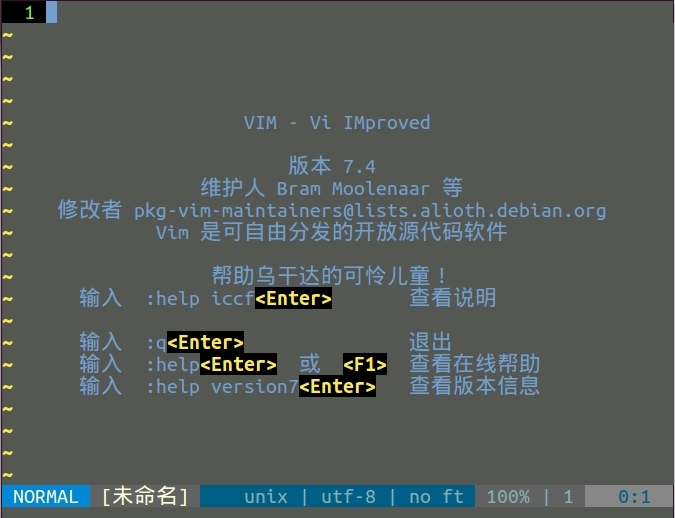 1
~
~
~
~
~ VIM - Vi IMproved
~
~ 版本 7.4
~ 维护人 Bram Moolenaar 等
~ 修改者 pkg-vim-maintainers@lists.alioth.debian.org
~ Vim 是可自由分发的开放源代码软件
~
~ 帮助乌干达的可怜儿童！
~ 输入 :help iccf<Enter> 查看说明
~
~ 输入 :q<Enter> 退出
~ 输入 :help<Enter> 或 <F1> 查看在线帮助
~ 输入 :help version7<Enter> 查看版本信息
~
~
~
~
NORMAL [未命名] unix | utf-8 | no ft 100% | 1 0:1